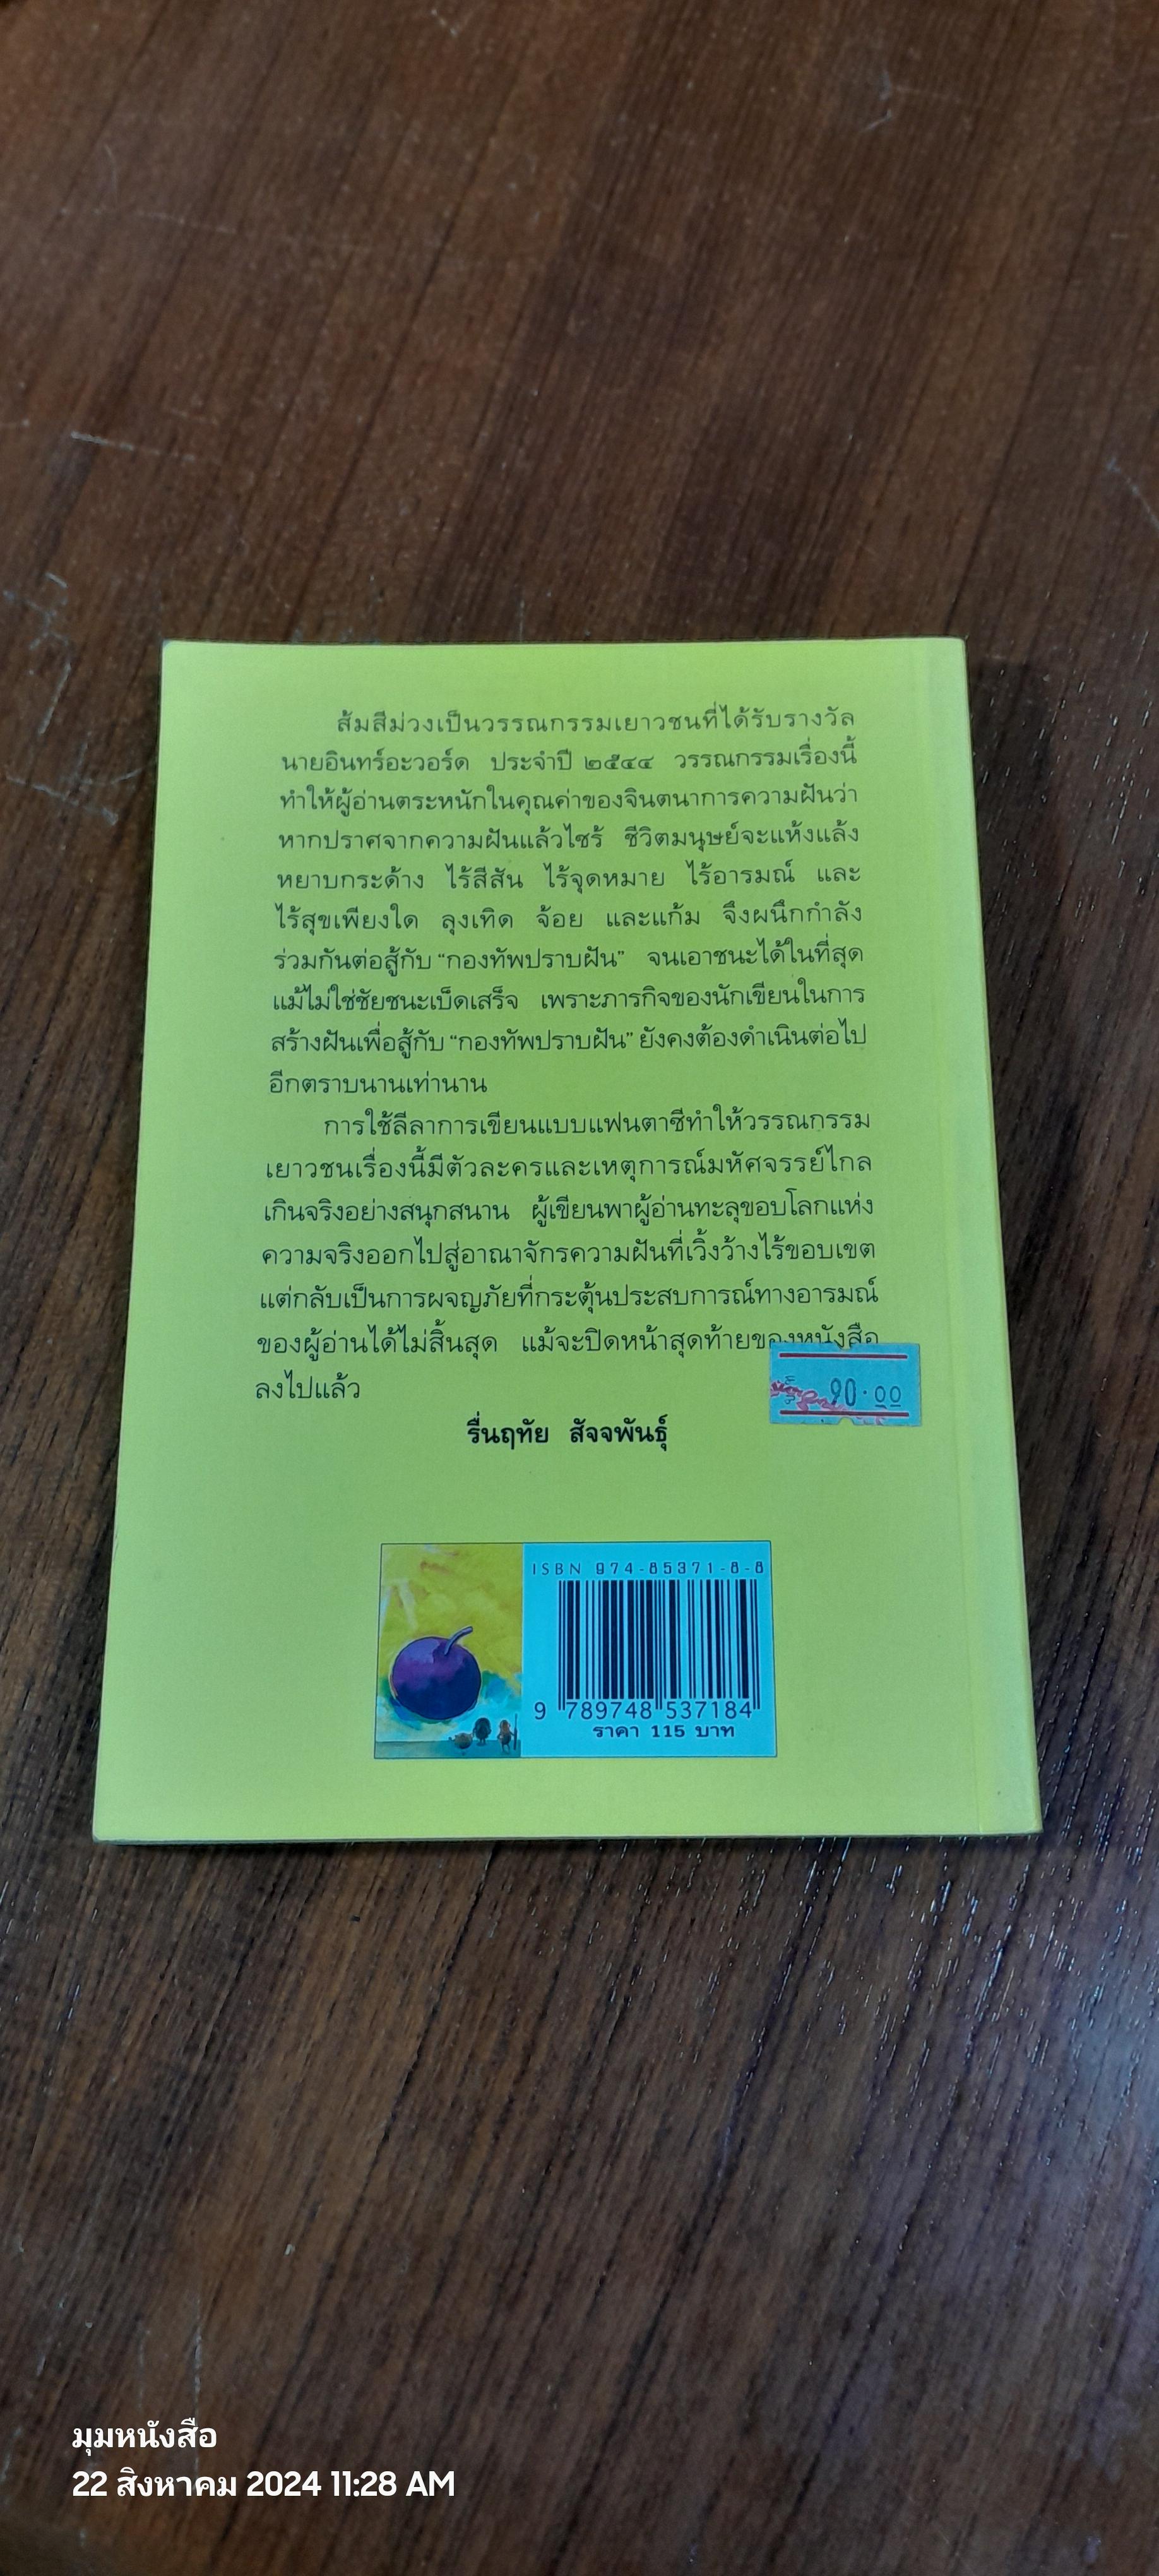 ส้มสีม่วงเป็นวรรณกรรมเยาวชนที่ได้รับรางวัล
นายอินทร์อะวอร์ด ประจำปี ๒๕๔๔ วรรณกรรมเรื่องนี้
ทำให้ผู้อ่านตระหนักในคุณค่าของจินตนาการความฝันว่า
หากปราศจากความฝันแล้วไซร้ ชีวิตมนุษย์จะแห้งแล้ง
หยาบกระด้าง ไร้สีสัน ไร้จุดหมาย ไร้อารมณ์ และ
ไร้สุขเพียงใด ลุงเทิด จ้อย และแก้ม จึงผนึกกำลัง
ร่วมกันต่อสู้กับ “กองทัพปราบฝัน” จนเอาชนะได้ในที่สุด
แม้ไม่ใช่ชัยชนะเบ็ดเสร็จ เพราะภารกิจของนักเขียนในการ
สร้างฝันเพื่อสู้กับ “กองทัพปราบฝัน” ยังคงต้องดำเนินต่อไป
อีกตราบนานเท่านาน
การใช้ลีลาการเขียนแบบแฟนตาซีทำให้วรรณกรรม
เยาวชนเรื่องนี้มีตัวละครและเหตุการณ์มหัศจรรย์ไกล
เกินจริงอย่างสนุกสนาน ผู้เขียนพาผู้อ่านทะลุขอบโลกแห่ง
ความจริงออกไปสู่อาณาจักรความฝันที่เวิ้งว้างไร้ขอบเขต
แต่กลับเป็นการผจญภัยที่กระตุ้นประสบการณ์ทางอารมณ์
ของผู้อ่านได้ไม่สิ้นสุด แม้จะปิดหน้าสุดท้ายของหนังสือ
ลงไปแล้ว
90.00
รื่นฤทัย สัจจพันธุ์
ISBN 974-85371-8-8
9 789748 537184
ราคา 115 บาท
มุมหนังสือ
22 สิงหาคม 2024 11:28 AM